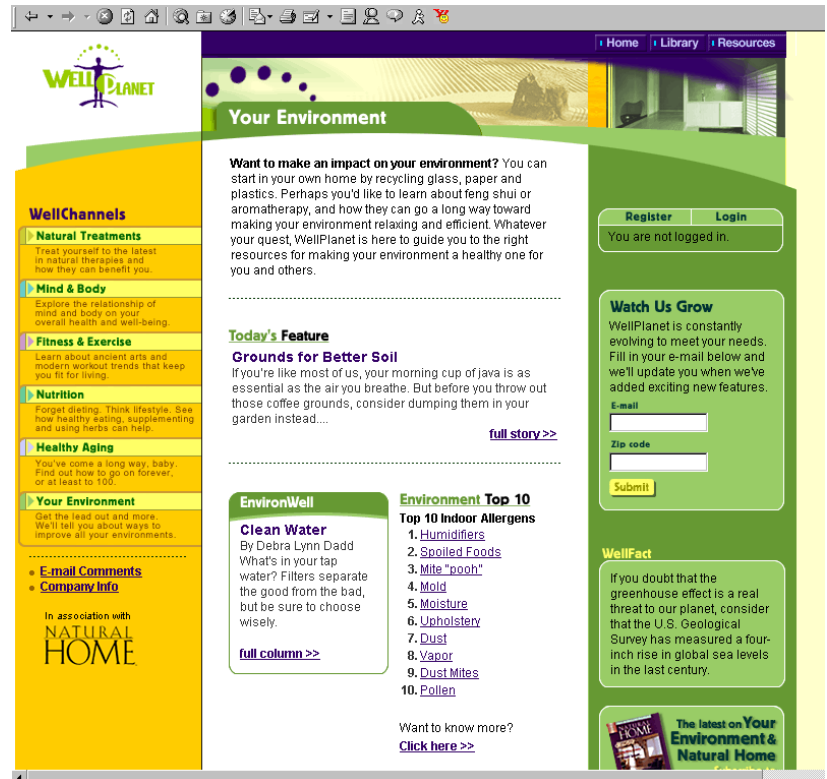 Home Library Resources
WELL PLANET
Your Environment
Want to make an impact on your environment? You can
start in your own home by recycling glass, paper and
plastics. Perhaps you'd like to learn about feng shui or
aromatherapy, and how they can go a long way toward
making your environment relaxing and efficient. Whatever
your quest, WellPlanet is here to guide you to the right
resources for making your environment a healthy one for
you and others.
WellChannels
Natural Treatments
Treat yourself to the latest
in natural therapies and
how they can benefit you.
Mind & Body
Explore the relationship of
mind and body on your
overall health and well-being.
Fitness & Exercise
Learn about ancient arts and
modern workout trends that keep
you fit for living.
Nutrition
Forget dieting. Think lifestyle. See
how healthy eating, supplementing
and using herbs can help.
Healthy Aging
You've come a long way, baby.
Find out how to go on forever,
or at least to 100.
Your Environment
Get the lead out and more.
We'll tell you about ways to
improve all your environments.
E-mail Comments
Company Info
In association with
NATURAL
HOME
Today's Feature
Grounds for Better Soil
If you're like most of us, your morning cup of java is as
essential as the air you breathe. But before you throw out
those coffee grounds, consider dumping them in your
garden instead....
full story >>
EnvironWell
Clean Water
By Debra Lynn Dadd
What's in your tap
water? Filters separate
the good from the bad,
but be sure to choose
wisely.
full column >>
Environment Top 10
Top 10 Indoor Allergens
1. Humidifiers
2. Spoiled Foods
3. Mite "pooh"
4. Mold
5. Moisture
6. Upholstery
7. Dust
8. Vapor
9. Dust Mites
10. Pollen
Want to know more?
Click here >>
Register Login
You are not logged in.
Watch Us Grow
WellPlanet is constantly
evolving to meet your needs.
Fill in your e-mail below and
we'll update you when we've
added exciting new features.
E-mail
Zip code
Submit
WellFact
If you doubt that the
greenhouse effect is a real
threat to our planet, consider
that the U.S. Geological
Survey has measured a four-
inch rise in global sea levels
in the last century.
NATURAL
HOME
The latest on Your
Environment &
Natural Home
Subscribe to